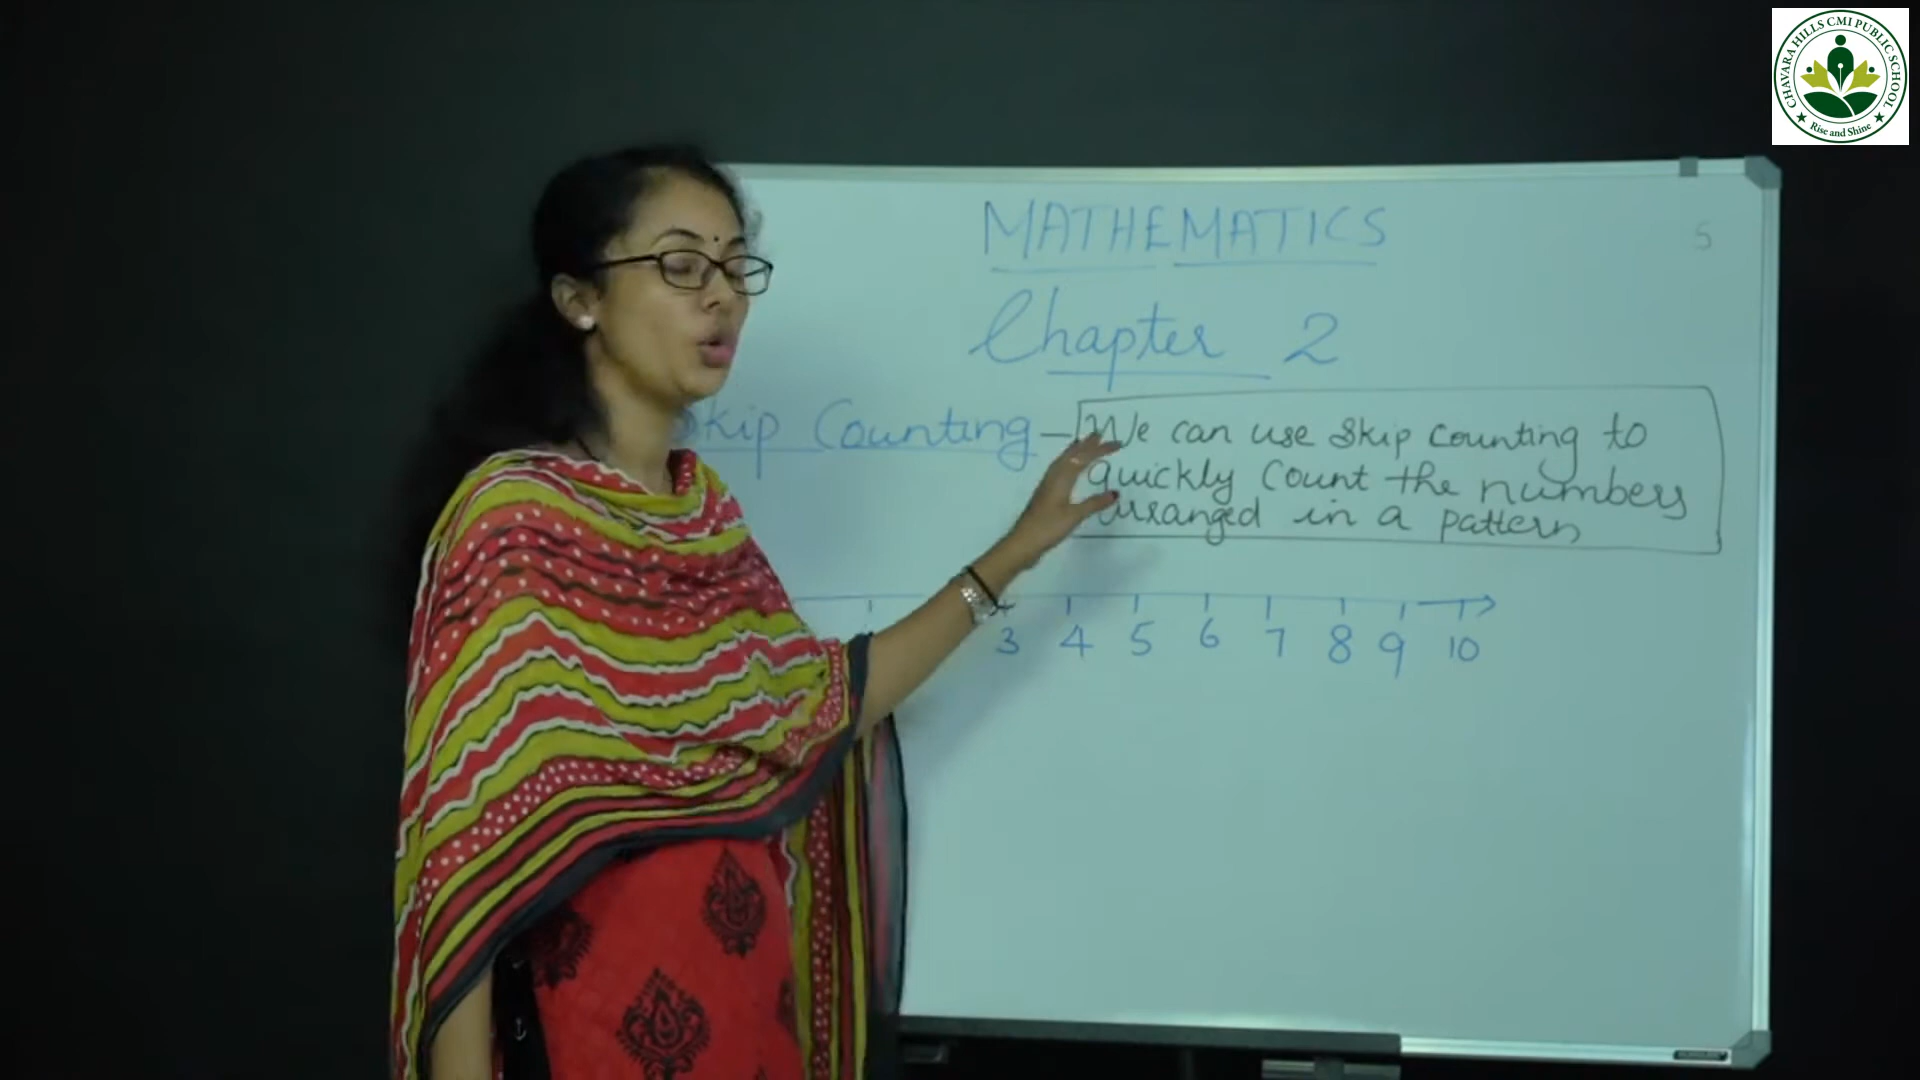 CHAVARA HILLS CMI PUBLIC SCHOOL
Rise and Shine
MATHEMATICS
5
Chapter 2
Skip Counting - We can use skip counting to
quickly count the numbers
arranged in a pattern
3 4 5 6 7 8 9 10